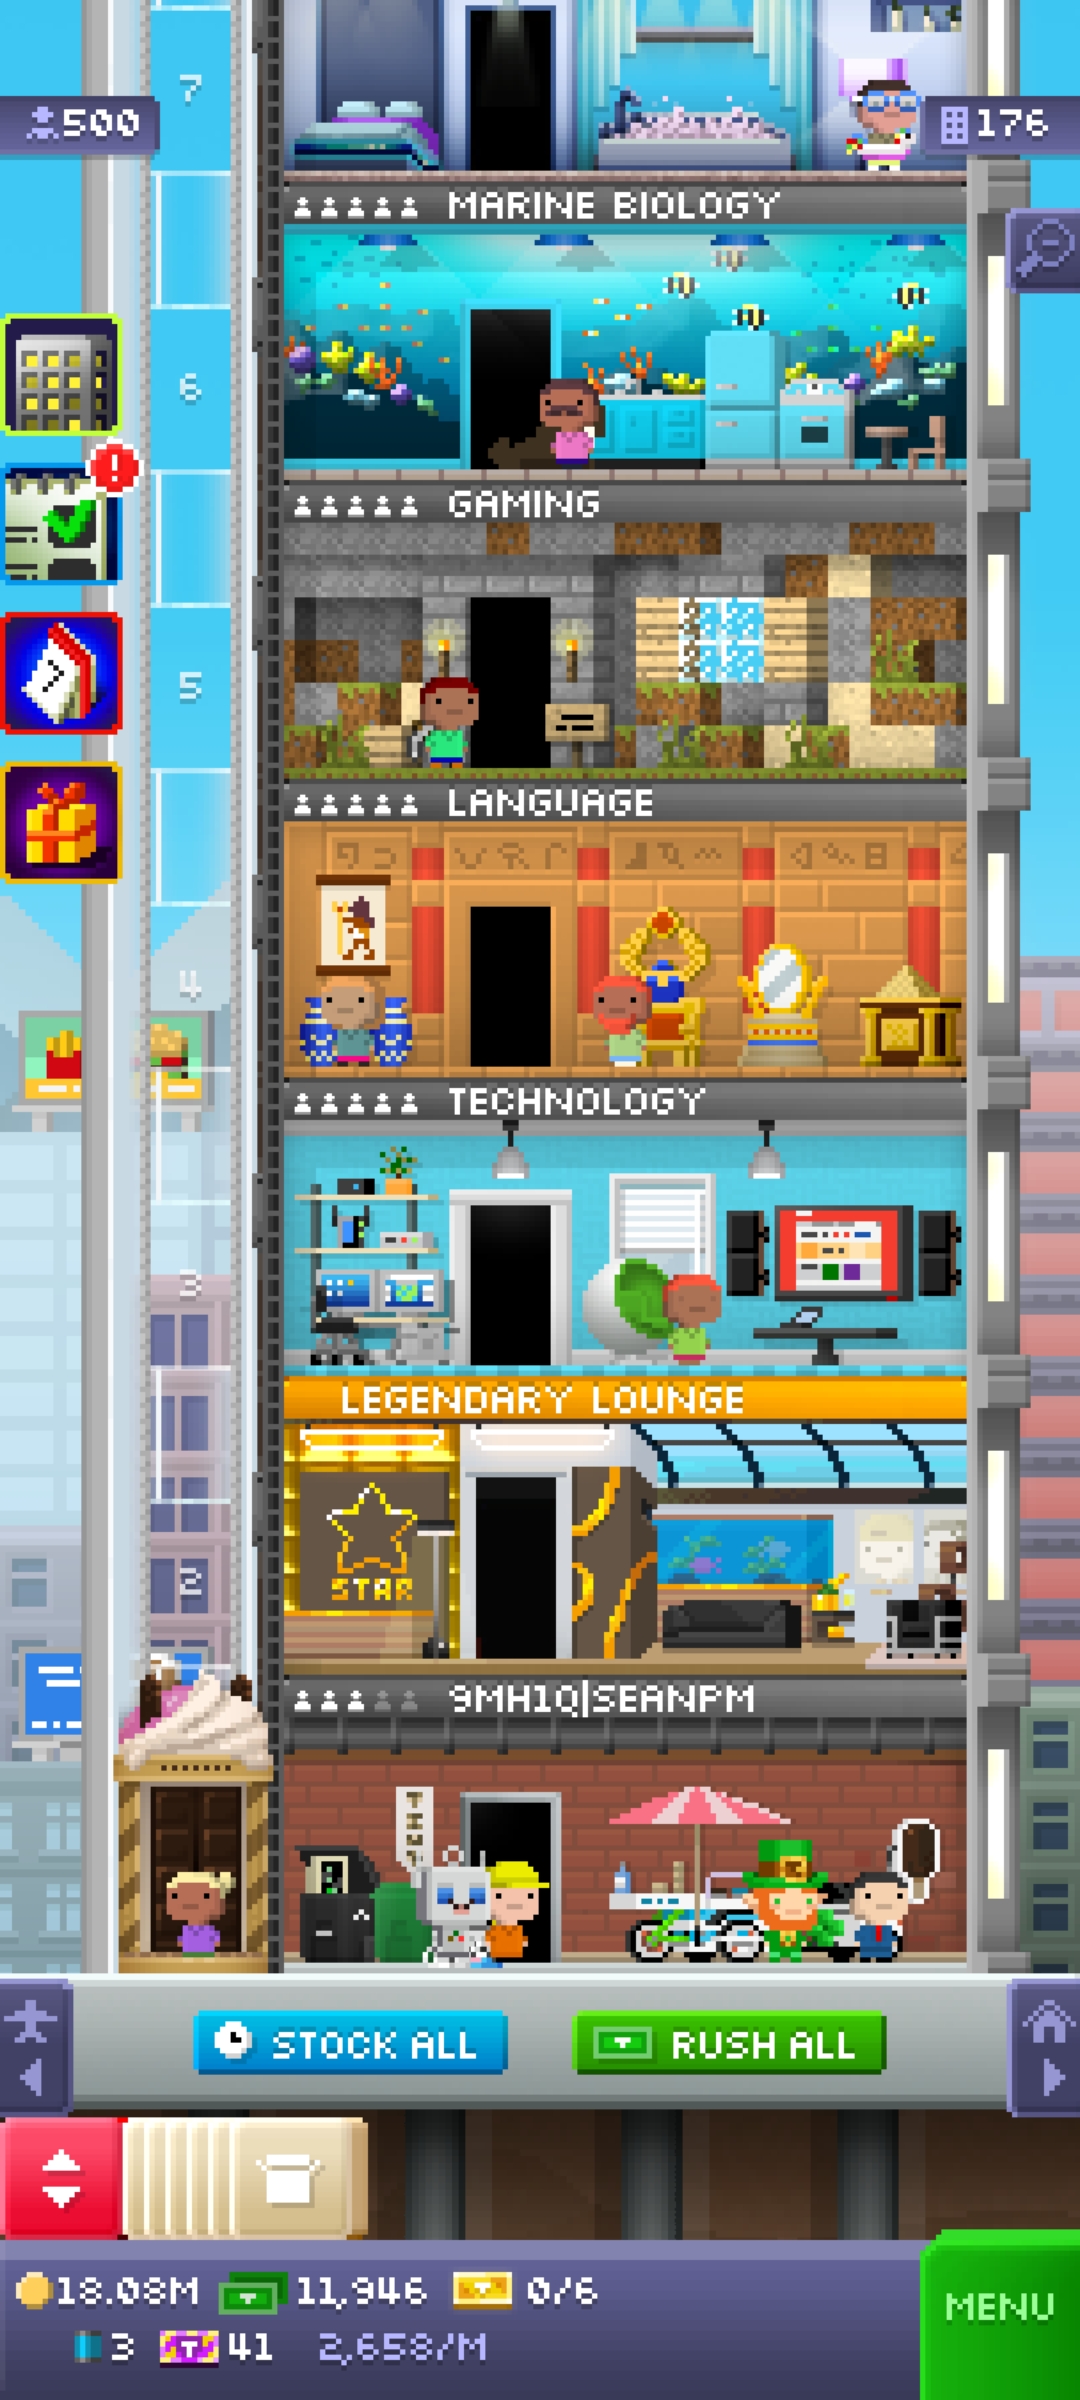 7
500
176
MARINE BIOLOGY
6
GAMING
5
LANGUAGE
4
TECHNOLOGY
3
LEGENDARY LOUNGE
STAR
2
9MH1Q|SEANPM
TINY
STOCK ALL
RUSH ALL
18.08M
11,946
0/6
MENU
3
41
2,658/M